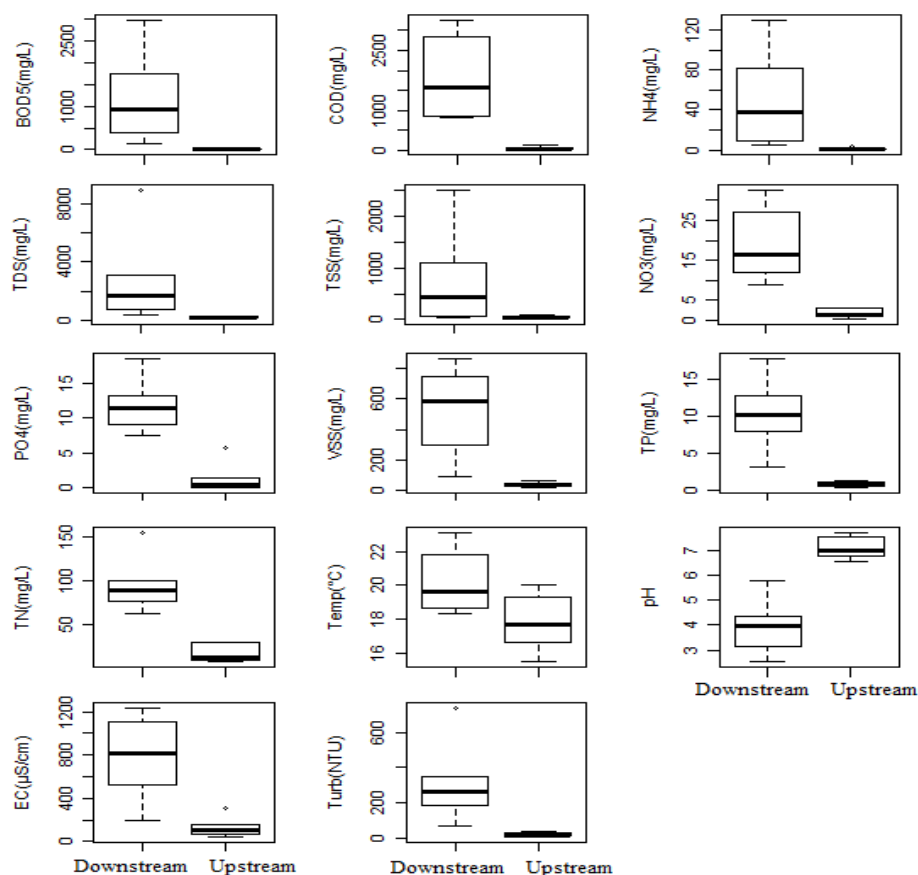 BOD5(mg/L)
0 1000 2500
COD(mg/L)
0 1000 2500
NH4(mg/L)
0 40 80 120
TDS(mg/L)
0 4000 8000
TSS(mg/L)
0 1000 2000
NO3(mg/L)
0 5 15 25
PO4(mg/L)
0 5 10 15
VSS(mg/L)
0 200 600
TP(mg/L)
0 5 10 15
TN(mg/L)
50 100 150
Temp(°C)
16 18 20 22
pH
3 4 5 6 7
Downstream Upstream
EC(µS/cm)
0 400 800 1200
Turb(NTU)
0 200 600
Downstream Upstream
Downstream Upstream